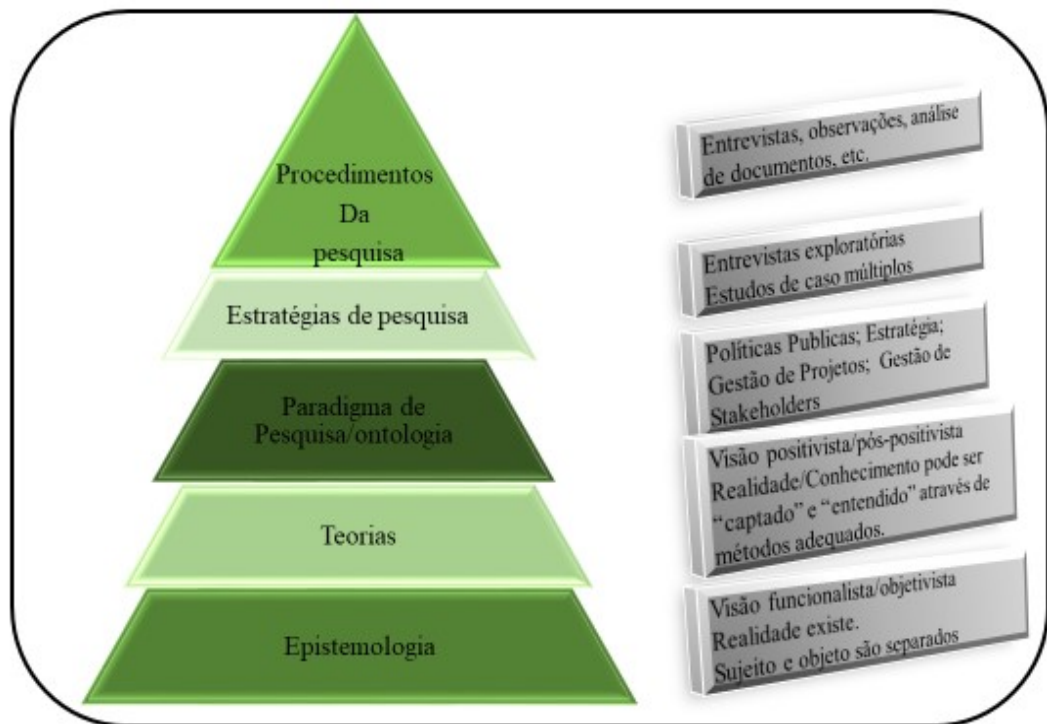 Procedimentos
Da
pesquisa
Estratégias de pesquisa
Paradigma de
Pesquisa/ontologia
Teorias
Epistemologia
Entrevistas, observações, análise
de documentos, etc.
Entrevistas exploratórias
Estudos de caso múltiplos
Políticas Publicas; Estratégia;
Gestão de Projetos; Gestão de
Stakeholders
Visão positivista/pós-positivista
Realidade/Conhecimento pode ser
“captado” e “entendido” através de
métodos adequados.
Visão funcionalista/objetivista
Realidade existe.
Sujeito e objeto são separados